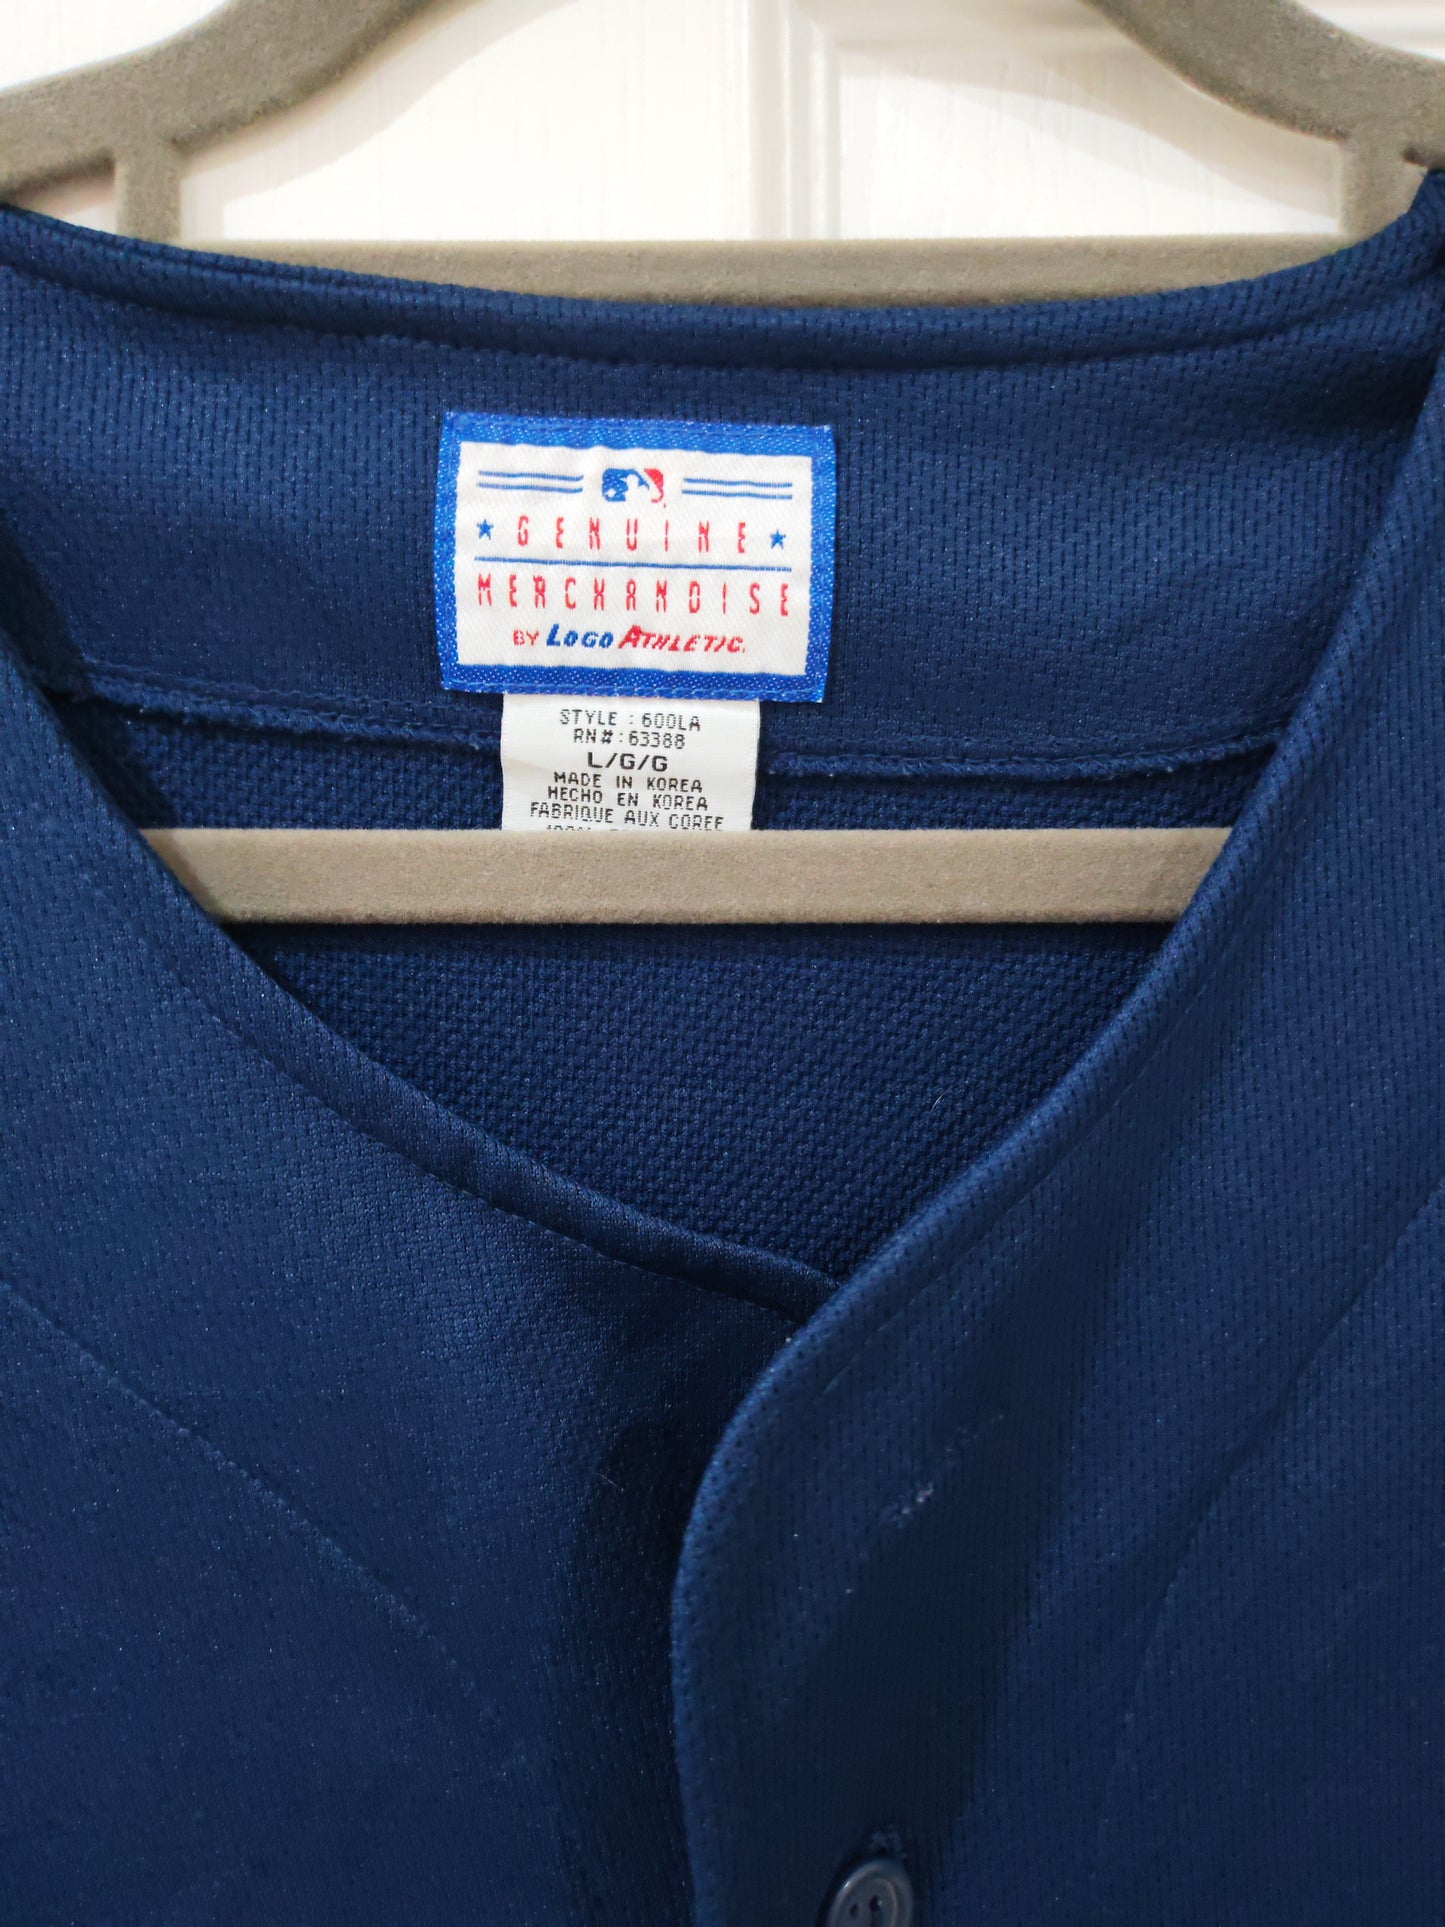 GENUINE
MERCHANDISE
BY LOGO ATHLETIC.
STYLE : 600LA
RN# : 63388
L/G/G
MADE IN KOREA
HECHO EN KOREA
FABRIQUE AUX COREE